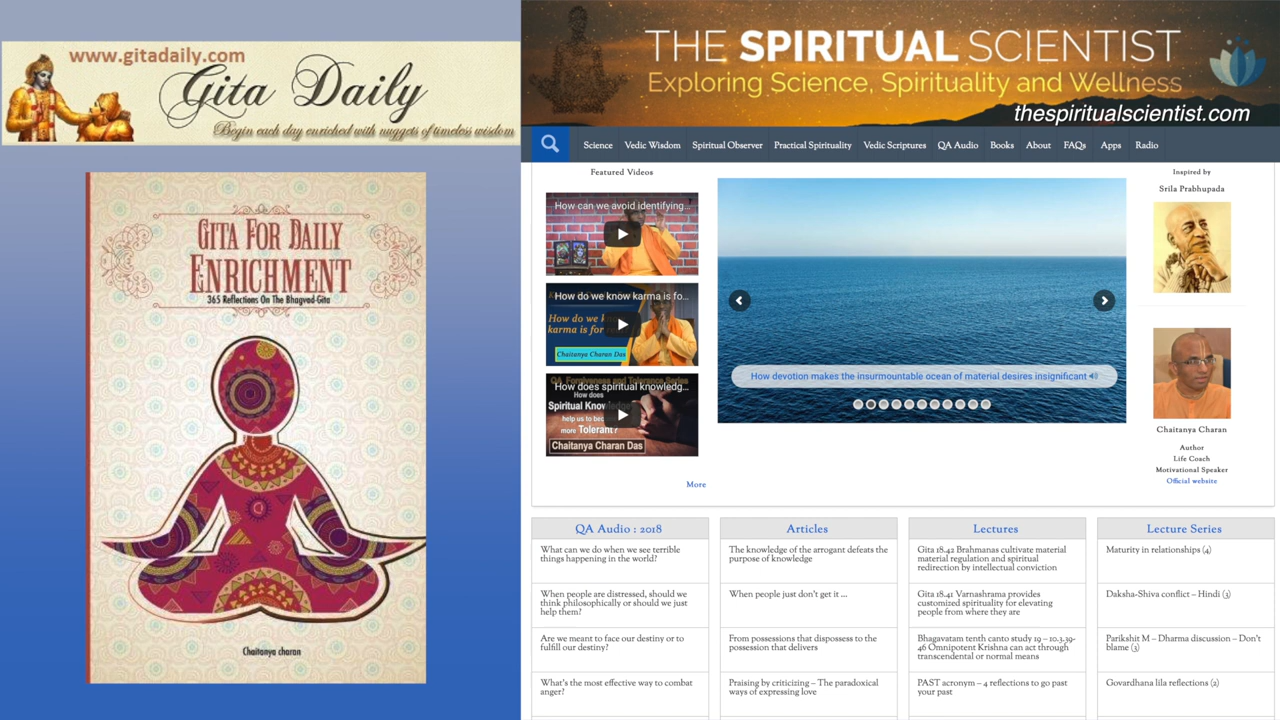 www.gitadaily.com
Gita Daily
Begin each day enriched with nuggets of timeless wisdom
GITA FOR DAILY
ENRICHMENT
365 Reflections On The Bhagvad-Gita
Chaitanya charan
THE SPIRITUAL SCIENTIST
Exploring Science, Spirituality and Wellness
thespiritualscientist.com
Science Vedic Wisdom Spiritual Observer Practical Spirituality Vedic Scriptures QA Audio Books About FAQs Apps Radio
Featured Videos
How can we avoid identifying...
How do we know karma is fo...
How do we k
karma is for
Chaitanya Charan Das
QA. Forgiveness and Tolerance Series
How does spiritual knowledg...
How does
Spiritual Know
help us to be
more Tolerant?
Chaitanya Charan Das
More
How devotion makes the insurmountable ocean of material desires insignificant
Inspired by
Srila Prabhupada
Chaitanya Charan
Author
Life Coach
Motivational Speaker
Official website
QA Audio : 2018
What can we do when we see terrible
things happening in the world?
When people are distressed, should we
think philosophically or should we just
help them?
Are we meant to face our destiny or to
fulfill our destiny?
What's the most effective way to combat
anger?
Articles
The knowledge of the arrogant defeats the
purpose of knowledge
When people just don't get it ...
From possessions that dispossess to the
possession that delivers
Praising by criticizing – The paradoxical
ways of expressing love
Lectures
Gita 18.42 Brahmanas cultivate material
material regulation and spiritual
redirection by intellectual conviction
Gita 18.41 Varnashrama provides
customized spirituality for elevating
people from where they are
Bhagavatam tenth canto study 19 – 10.3.39-
46 Omnipotent Krishna can act through
transcendental or normal means
PAST acronym – 4 reflections to go past
your past
Lecture Series
Maturity in relationships (4)
Daksha-Shiva conflict – Hindi (3)
Parikshit M – Dharma discussion – Don't
blame (3)
Govardhana lila reflections (2)